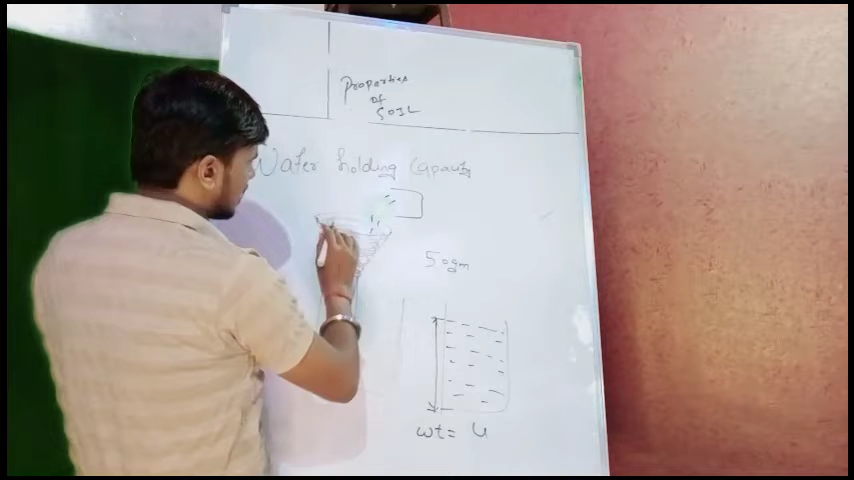 Properties
of
SOIL
Water holding Capacity
50gm
wt= u